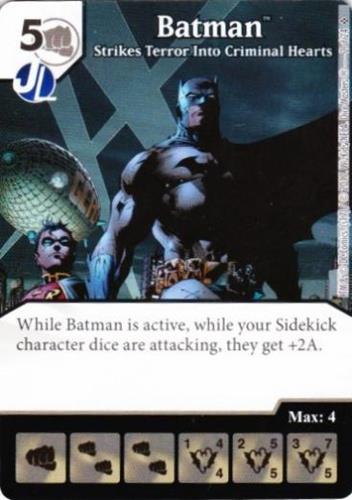 5
Batman™
Strikes Terror Into Criminal Hearts
JL
While Batman is active, while your Sidekick
character dice are attacking, they get +2A.
Max: 4
1 4 4
2 5 5
3 7 5